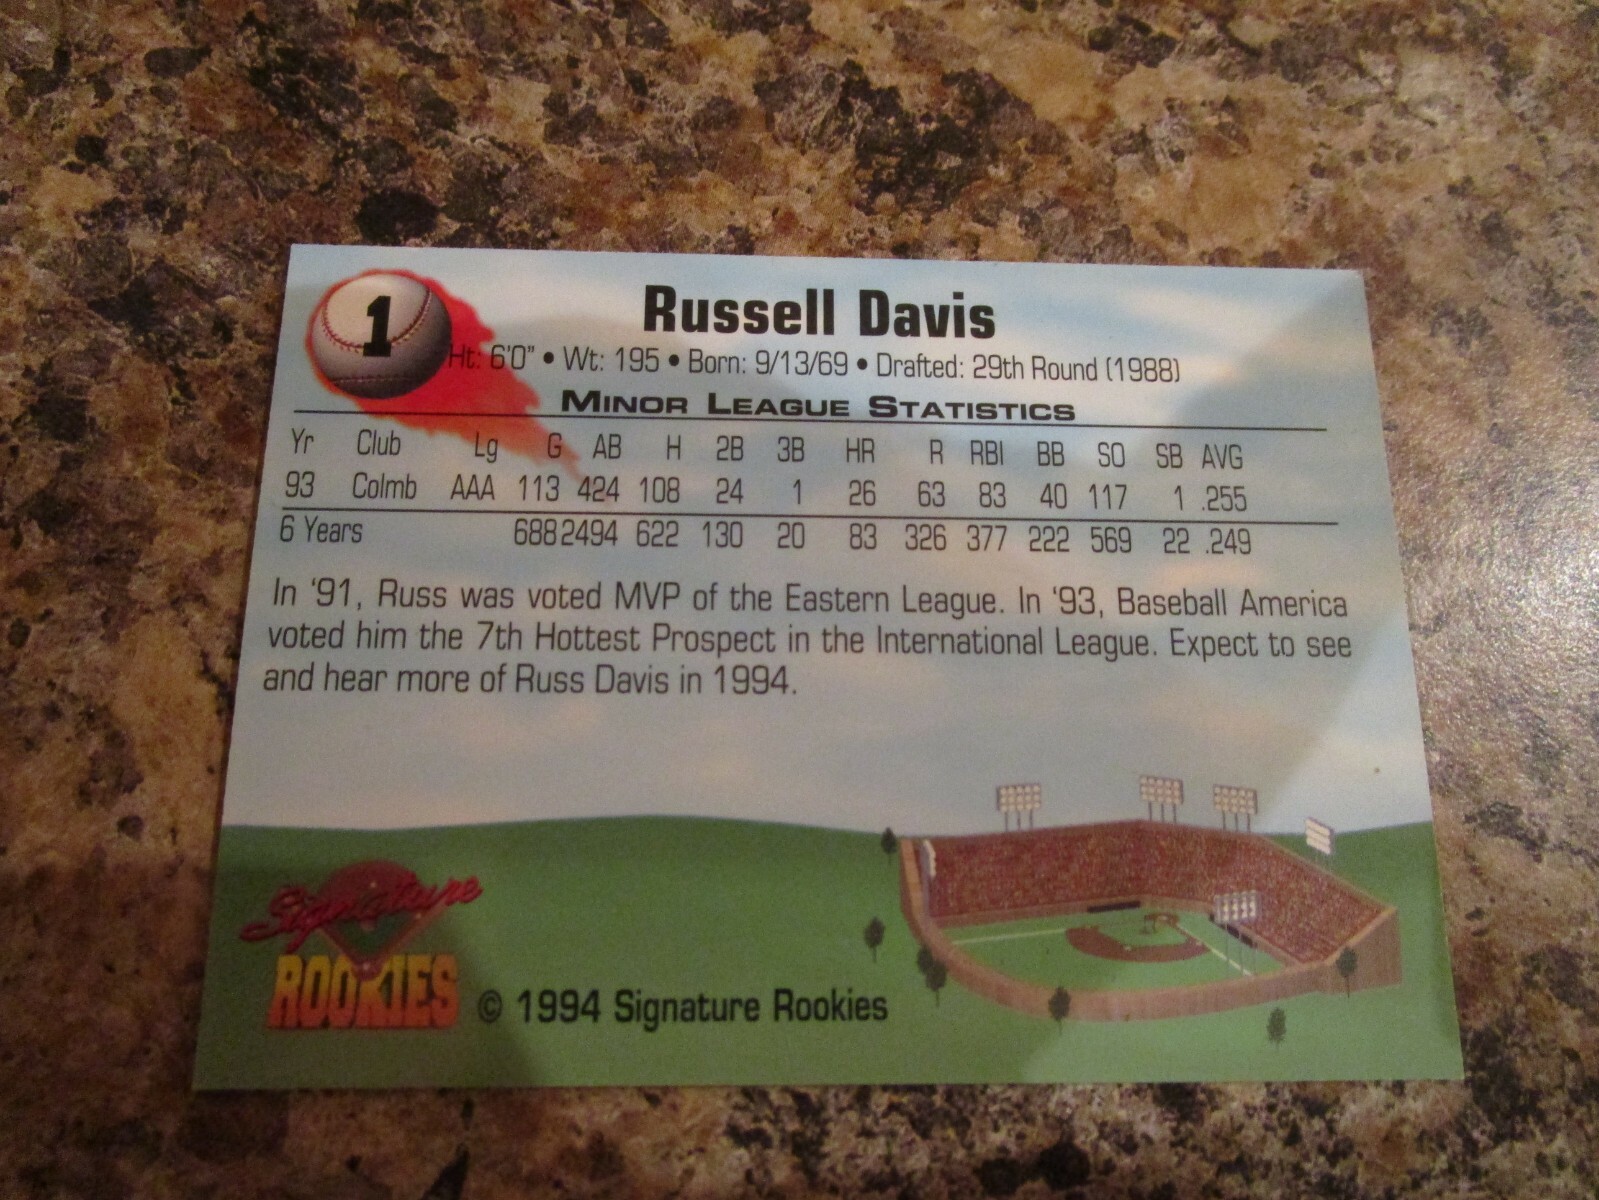 1
Russell Davis
Ht: 6'0" • Wt: 195 • Born: 9/13/69 • Drafted: 29th Round (1988)
MINOR LEAGUE STATISTICS
Yr Club Lg G AB H 2B 3B HR R RBI BB SO SB AVG
93 Colmb AAA 113 424 108 24 1 26 63 83 40 117 1 .255
6 Years 688 2494 622 130 20 83 326 377 222 569 22 .249
In '91, Russ was voted MVP of the Eastern League. In '93, Baseball America
voted him the 7th Hottest Prospect in the International League. Expect to see
and hear more of Russ Davis in 1994.
Signature
ROOKIES
© 1994 Signature Rookies